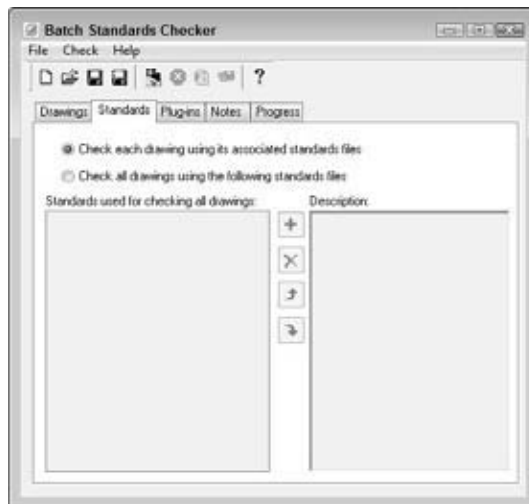 Batch Standards Checker
File Check Help
?
Drawings Standards Plug-ins Notes Progress
Check each drawing using its associated standards files
Check all drawings using the following standards files
Standards used for checking all drawings: Description: